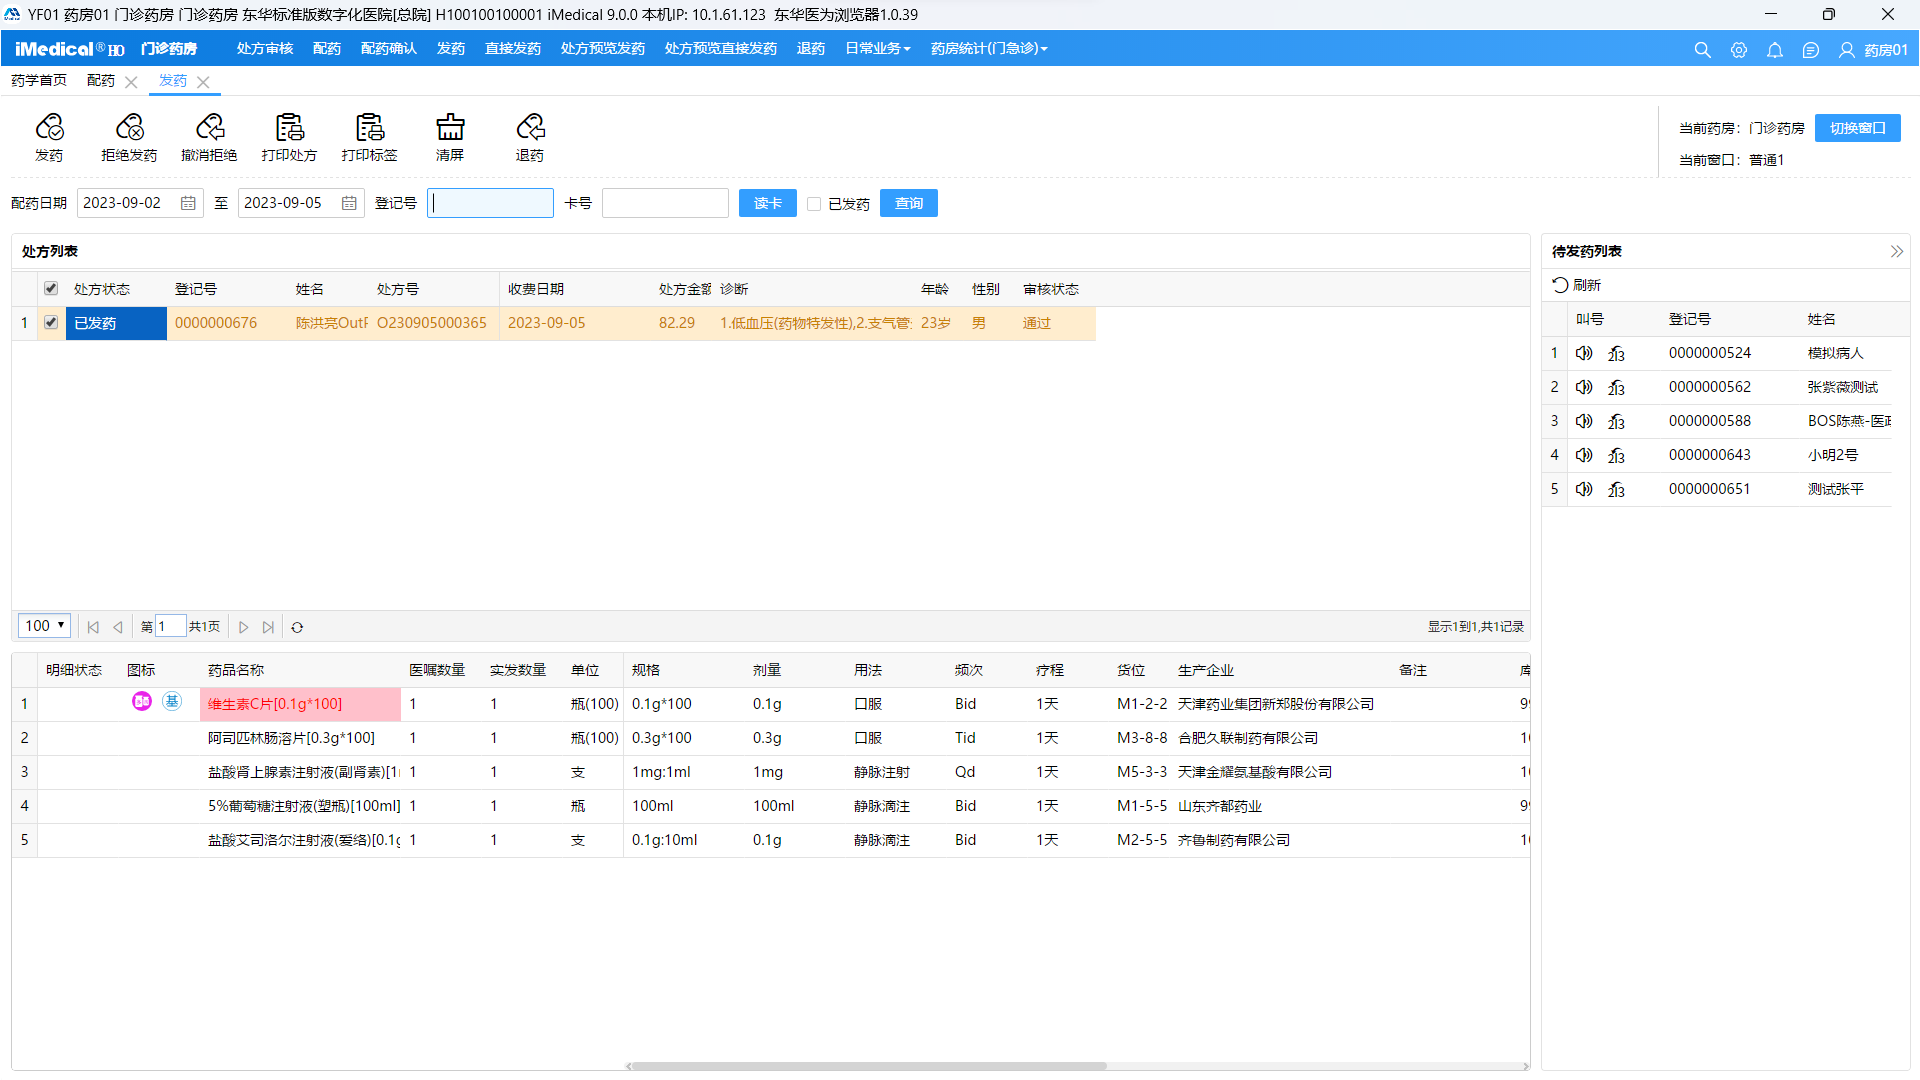 YF01 药房01 门诊药房 门诊药房 东华标准版数字化医院[总院] H100100100001 iMedical 9.0.0 本机IP: 10.1.61.123 东华医为浏览器1.0.39
iMedical® HO 门诊药房 处方审核 配药 配药确认 发药 直接发药 处方预览发药 处方预览直接发药 退药 日常业务 药房统计(门急诊) 药房01
药学首页 配药 发药
发药 拒绝发药 撤消拒绝 打印处方 打印标签 清屏 退药
当前药房: 门诊药房 切换窗口
当前窗口: 普通1
配药日期 2023-09-02 至 2023-09-05 登记号 卡号 读卡 已发药 查询
处方列表
处方状态 登记号 姓名 处方号 收费日期 处方金额 诊断 年龄 性别 审核状态
1 已发药 0000000676 陈洪亮OutP O230905000365 2023-09-05 82.29 1.低血压(药物特发性),2.支气管 23岁 男 通过
100 第 1 共1页 显示1到1,共1记录
待发药列表
刷新
叫号 登记号 姓名
1 0000000524 模拟病人
2 0000000562 张紫薇测试
3 0000000588 BOS陈燕-医政
4 0000000643 小明2号
5 0000000651 测试张平
明细状态 图标 药品名称 医嘱数量 实发数量 单位 规格 剂量 用法 频次 疗程 货位 生产企业 备注 库
1 基 维生素C片[0.1g*100] 1 1 瓶(100) 0.1g*100 0.1g 口服 Bid 1天 M1-2-2 天津药业集团新郑股份有限公司 99
2 阿司匹林肠溶片[0.3g*100] 1 1 瓶(100) 0.3g*100 0.3g 口服 Tid 1天 M3-8-8 合肥久联制药有限公司 10
3 盐酸肾上腺素注射液(副肾素)[1m 1 1 支 1mg:1ml 1mg 静脉注射 Qd 1天 M5-3-3 天津金耀氨基酸有限公司 10
4 5%葡萄糖注射液(塑瓶)[100ml] 1 1 瓶 100ml 100ml 静脉滴注 Bid 1天 M1-5-5 山东齐都药业 99
5 盐酸艾司洛尔注射液(爱络)[0.1g 1 1 支 0.1g:10ml 0.1g 静脉滴注 Bid 1天 M2-5-5 齐鲁制药有限公司 10